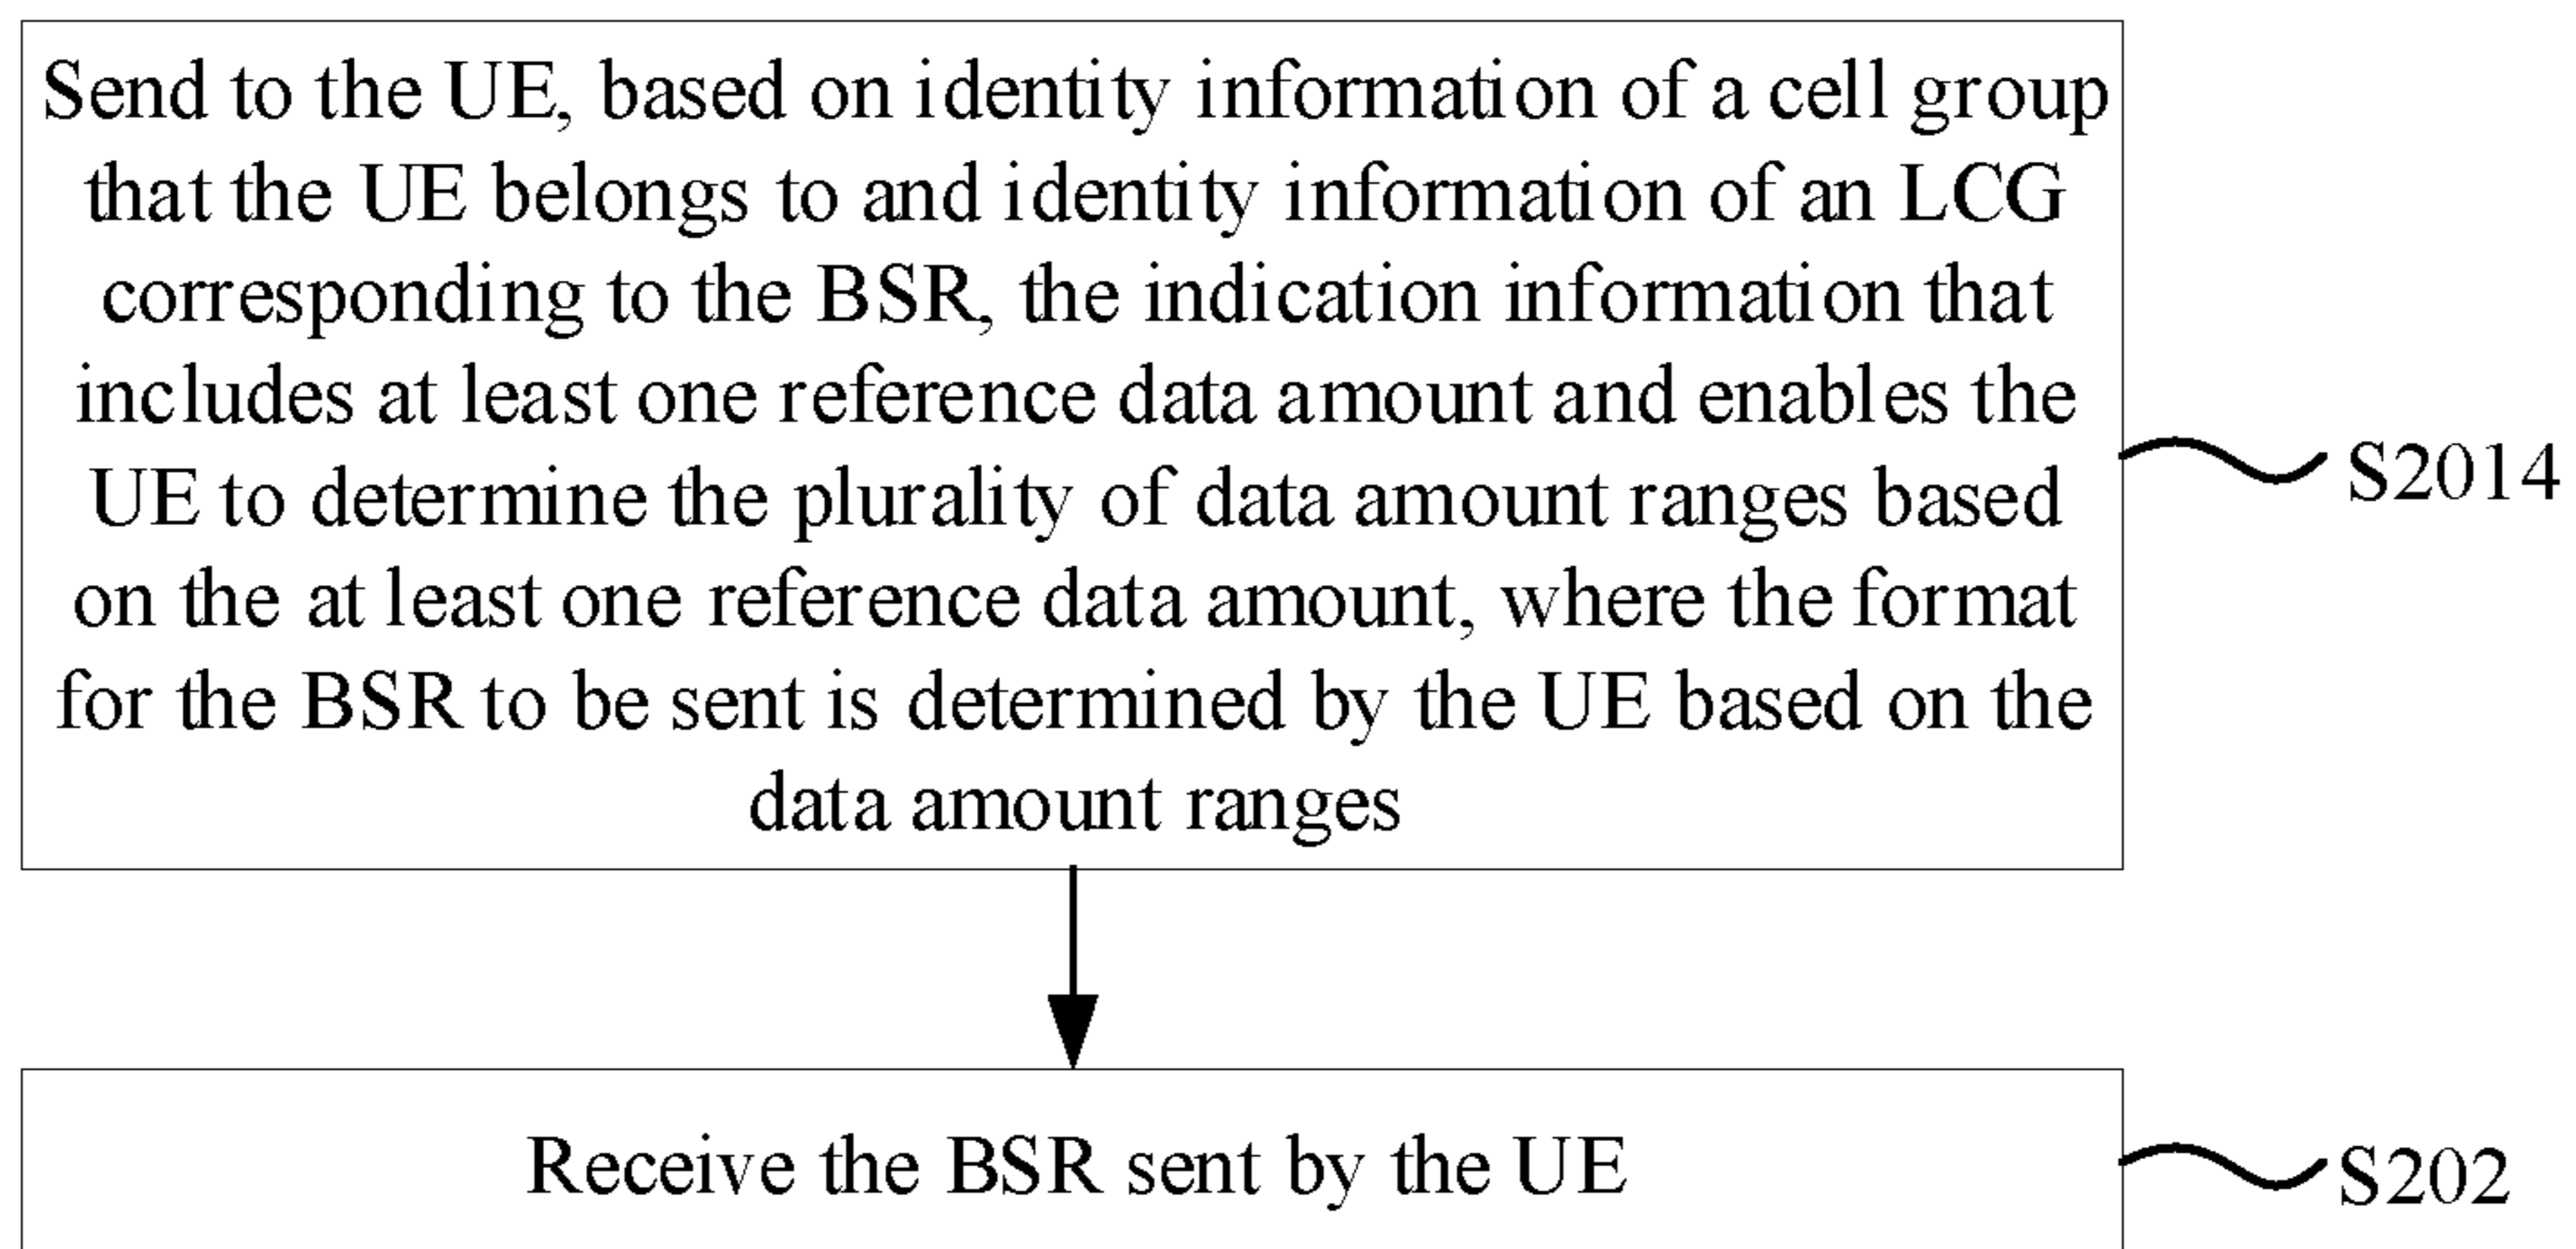 Send to the UE, based on identity information of a cell group
that the UE belongs to and identity information of an LCG
corresponding to the BSR, the indication information that
includes at least one reference data amount and enables the
UE to determine the plurality of data amount ranges based
on the at least one reference data amount, where the format
for the BSR to be sent is determined by the UE based on the
data amount ranges
S2014
Receive the BSR sent by the UE
S202